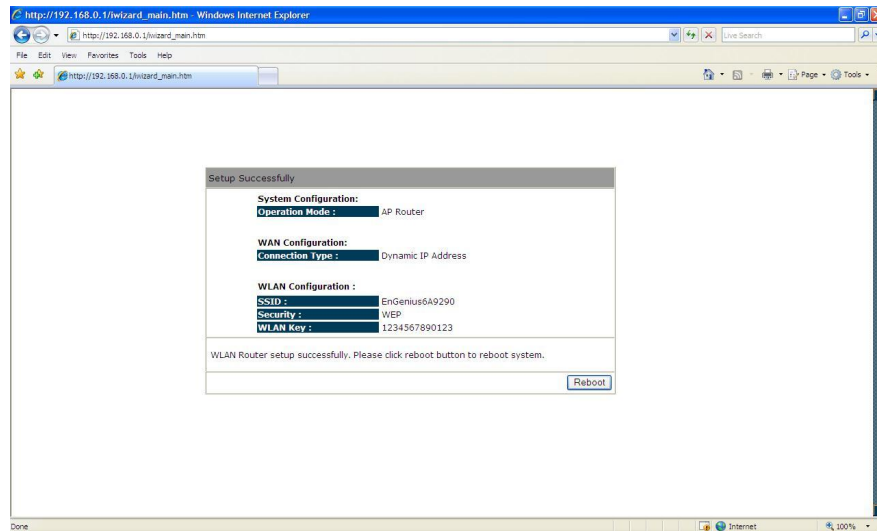 http://192.168.0.1/iwizard_main.htm - Windows Internet Explorer
http://192.168.0.1/iwizard_main.htm
Live Search
File Edit View Favorites Tools Help
http://192.168.0.1/iwizard_main.htm
Page Tools
Setup Successfully
System Configuration:
Operation Mode : AP Router
WAN Configuration:
Connection Type : Dynamic IP Address
WLAN Configuration :
SSID : EnGenius6A9290
Security : WEP
WLAN Key : 1234567890123
WLAN Router setup successfully. Please click reboot button to reboot system.
Reboot
Done
Internet
100%